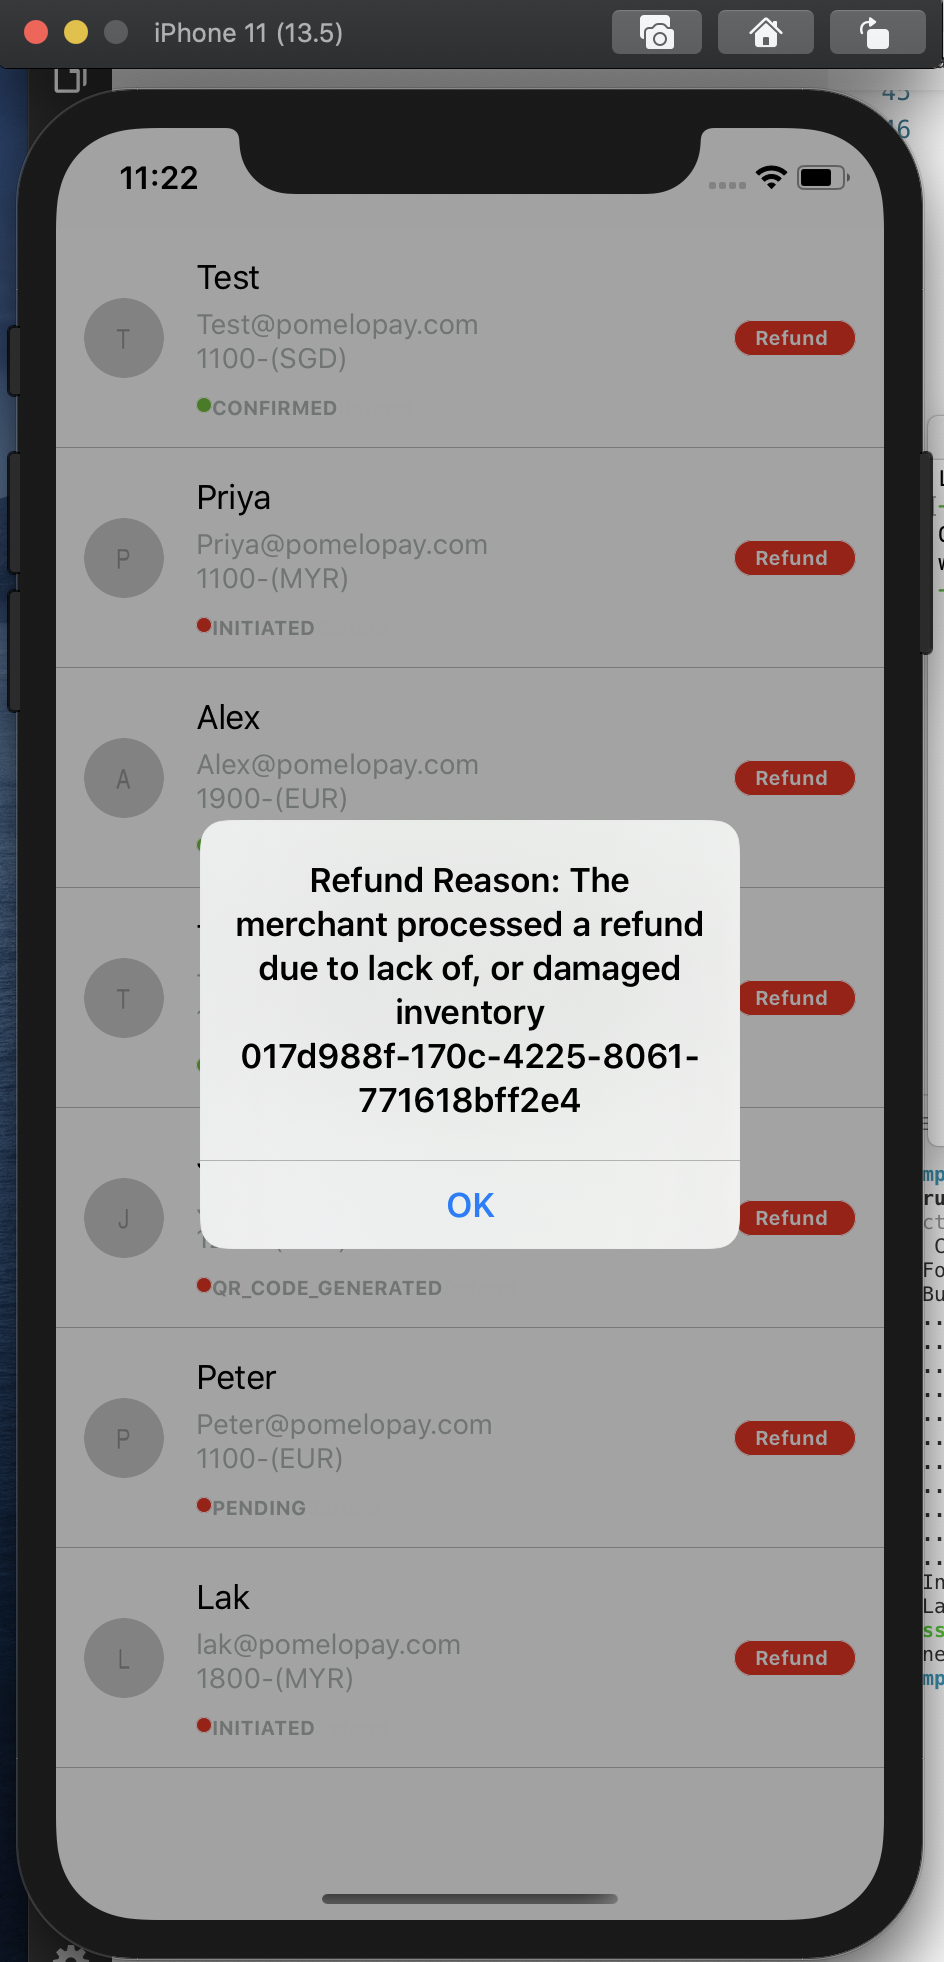 iPhone 11 (13.5)
45
46
11:22
Test
T
Test@pomelopay.com
1100-(SGD)
Refund
CONFIRMED
Priya
P
Priya@pomelopay.com
1100-(MYR)
Refund
INITIATED
Alex
A
Alex@pomelopay.com
1900-(EUR)
Refund
Refund Reason: The
merchant processed a refund
due to lack of, or damaged
inventory
017d988f-170c-4225-8061-
771618bff2e4
OK
T
Refund
J
Refund
QR_CODE_GENERATED
Peter
P
Peter@pomelopay.com
1100-(EUR)
Refund
PENDING
Lak
L
lak@pomelopay.com
1800-(MYR)
Refund
INITIATED